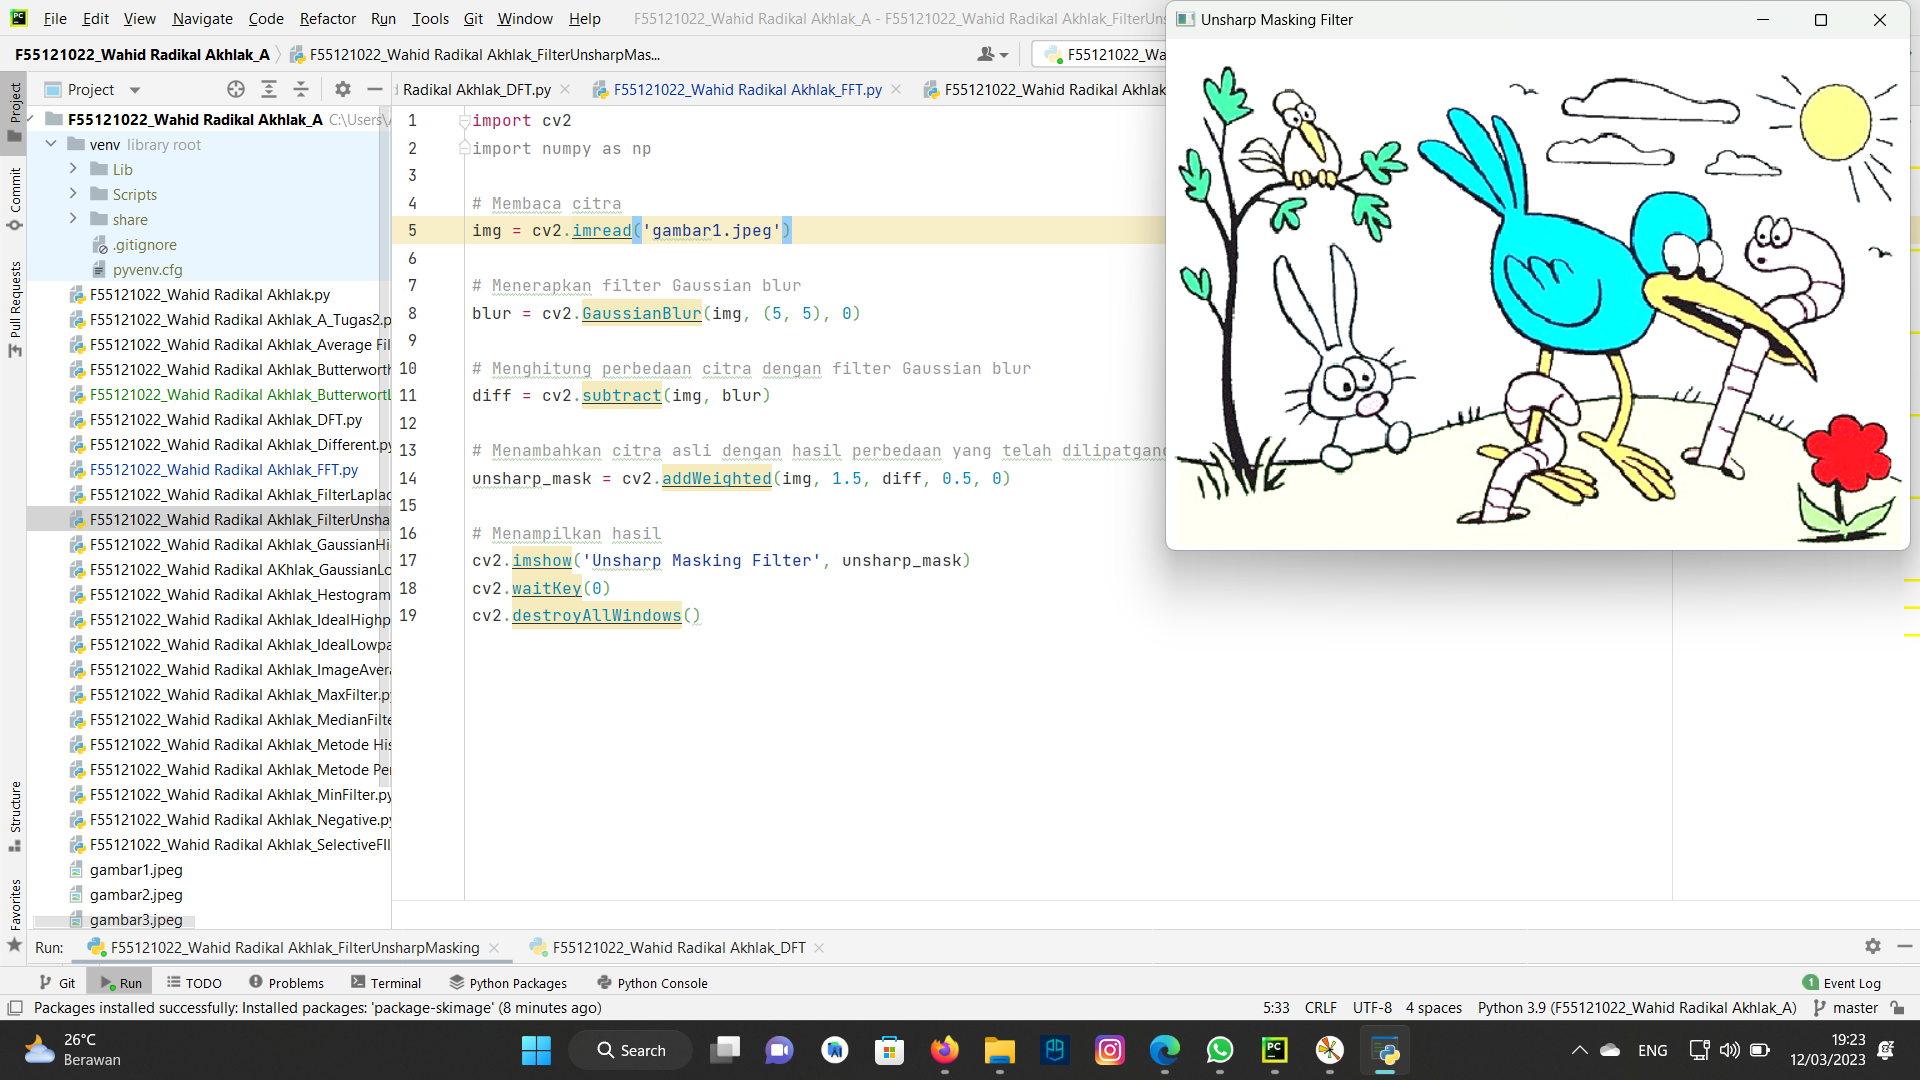 File Edit View Navigate Code Refactor Run Tools Git Window Help F55121022_Wahid Radikal Akhlak_A - F55121022_Wahid Radikal Akhlak_FilterUns
F55121022_Wahid Radikal Akhlak_A F55121022_Wahid Radikal Akhlak_FilterUnsharpMas... F55121022_Wa
Unsharp Masking Filter
Project
Radikal Akhlak_DFT.py F55121022_Wahid Radikal Akhlak_FFT.py F55121022_Wahid Radikal Akhlak
Project
Commit
Pull Requests
Structure
Favorites
F55121022_Wahid Radikal Akhlak_A C:\Users\
venv library root
Lib
Scripts
share
.gitignore
pyvenv.cfg
F55121022_Wahid Radikal Akhlak.py
F55121022_Wahid Radikal Akhlak_A_Tugas2.p
F55121022_Wahid Radikal Akhlak_Average Fil
F55121022_Wahid Radikal Akhlak_Butterworth
F55121022_Wahid Radikal Akhlak_ButterwortL
F55121022_Wahid Radikal Akhlak_DFT.py
F55121022_Wahid Radikal Akhlak_Different.py
F55121022_Wahid Radikal Akhlak_FFT.py
F55121022_Wahid Radikal Akhlak_FilterLaplac
F55121022_Wahid Radikal Akhlak_FilterUnsha
F55121022_Wahid Radikal Akhlak_GaussianHi
F55121022_Wahid Radikal AKhlak_GaussianLo
F55121022_Wahid Radikal Akhlak_Hestogram
F55121022_Wahid Radikal Akhlak_IdealHighp
F55121022_Wahid Radikal Akhlak_IdealLowpa
F55121022_Wahid Radikal Akhlak_ImageAvera
F55121022_Wahid Radikal Akhlak_MaxFilter.py
F55121022_Wahid Radikal Akhlak_MedianFilte
F55121022_Wahid Radikal Akhlak_Metode His
F55121022_Wahid Radikal Akhlak_Metode Per
F55121022_Wahid Radikal Akhlak_MinFilter.py
F55121022_Wahid Radikal Akhlak_Negative.py
F55121022_Wahid Radikal Akhlak_SelectiveFIl
gambar1.jpeg
gambar2.jpeg
gambar3.jpeg
1 import cv2
2 import numpy as np
3
4 # Membaca citra
5 img = cv2.imread('gambar1.jpeg')
6
7 # Menerapkan filter Gaussian blur
8 blur = cv2.GaussianBlur(img, (5, 5), 0)
9
10 # Menghitung perbedaan citra dengan filter Gaussian blur
11 diff = cv2.subtract(img, blur)
12
13 # Menambahkan citra asli dengan hasil perbedaan yang telah dilipatgand
14 unsharp_mask = cv2.addWeighted(img, 1.5, diff, 0.5, 0)
15
16 # Menampilkan hasil
17 cv2.imshow('Unsharp Masking Filter', unsharp_mask)
18 cv2.waitKey(0)
19 cv2.destroyAllWindows()
Run: F55121022_Wahid Radikal Akhlak_FilterUnsharpMasking F55121022_Wahid Radikal Akhlak_DFT
Git Run TODO Problems Terminal Python Packages Python Console 1 Event Log
Packages installed successfully: Installed packages: 'package-skimage' (8 minutes ago) 5:33 CRLF UTF-8 4 spaces Python 3.9 (F55121022_Wahid Radikal Akhlak_A) master
26°C
Berawan
Search
ENG
19:23
12/03/2023